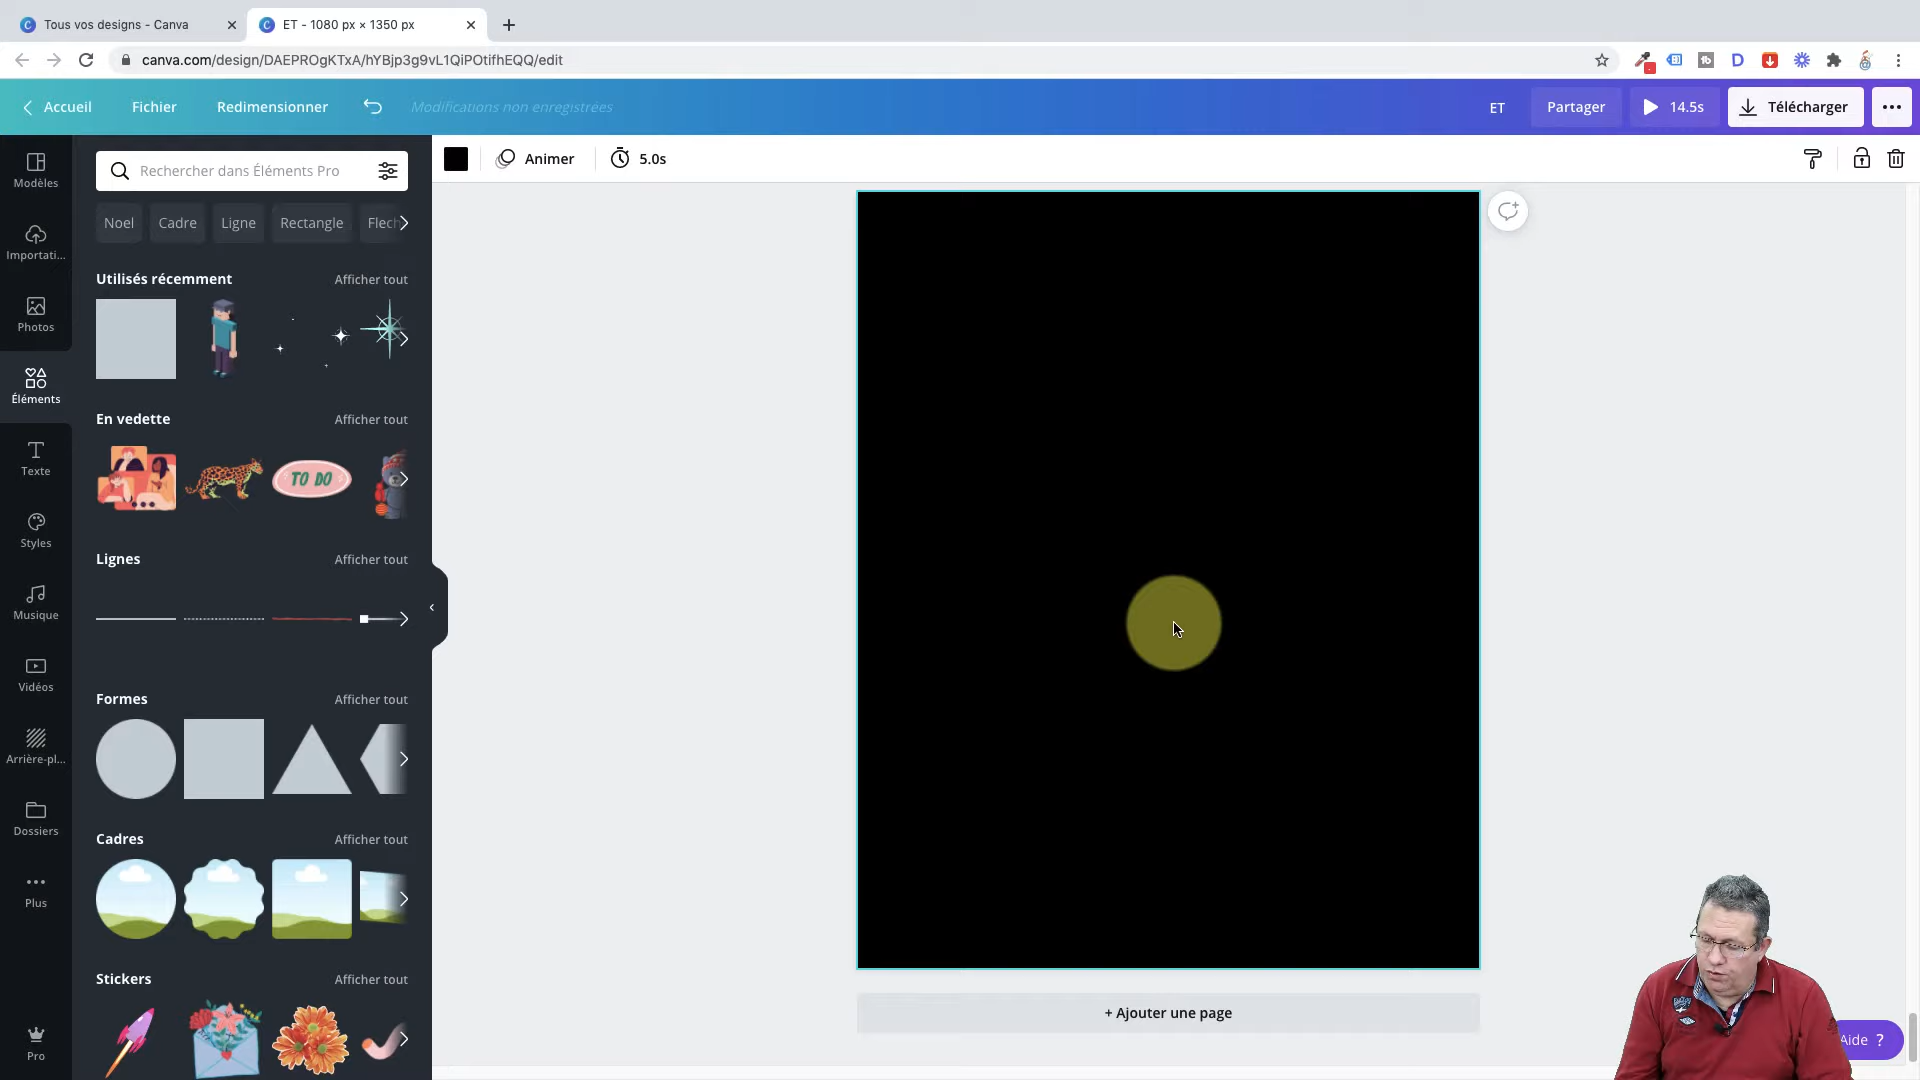 Tous vos designs - Canva
ET - 1080 px × 1350 px
canva.com/design/DAEPROgKTxA/hYBjp3g9vL1QiPOtifhEQQ/edit
Accueil
Fichier
Redimensionner
Modifications non enregistrées
ET
Partager
14.5s
Télécharger
Modèles
Importati...
Photos
Éléments
Texte
Styles
Musique
Vidéos
Arrière-pl...
Dossiers
Plus
Pro
Rechercher dans Éléments Pro
Noel
Cadre
Ligne
Rectangle
Flech
Utilisés récemment
Afficher tout
En vedette
Afficher tout
TO DO
Lignes
Afficher tout
Formes
Afficher tout
Cadres
Afficher tout
Stickers
Afficher tout
Animer
5.0s
+ Ajouter une page
Aide ?